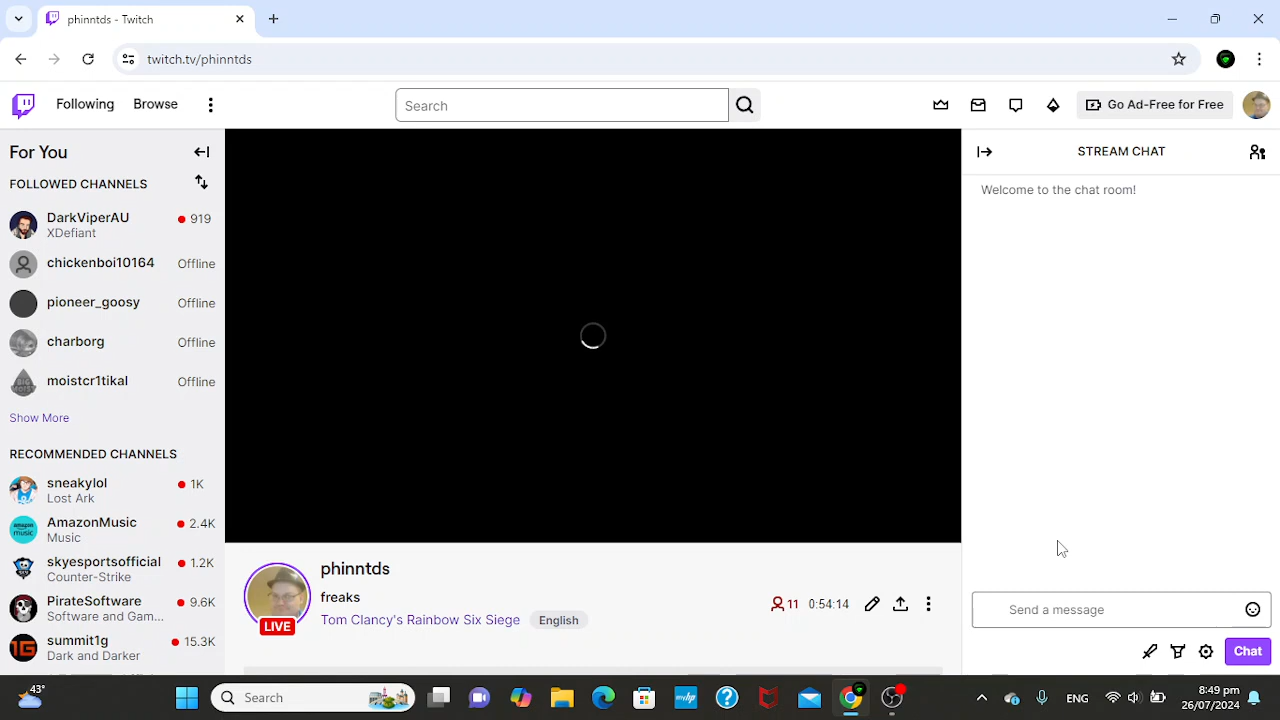 phinntds - Twitch
twitch.tv/phinntds
Following
Browse
Search
Go Ad-Free for Free
For You
FOLLOWED CHANNELS
DarkViperAU
919
XDefiant
chickenboi10164
Offline
pioneer_goosy
Offline
charborg
Offline
moistcr1tikal
Offline
Show More
RECOMMENDED CHANNELS
sneakylol
1K
Lost Ark
AmazonMusic
2.4K
Music
skyesportsofficial
1.2K
Counter-Strike
PirateSoftware
9.6K
Software and Gam...
summit1g
15.3K
Dark and Darker
LIVE
phinntds
freaks
Tom Clancy's Rainbow Six Siege
English
11
0:54:14
STREAM CHAT
Welcome to the chat room!
Send a message
Chat
43°
Search
ENG
8:49 pm
26/07/2024